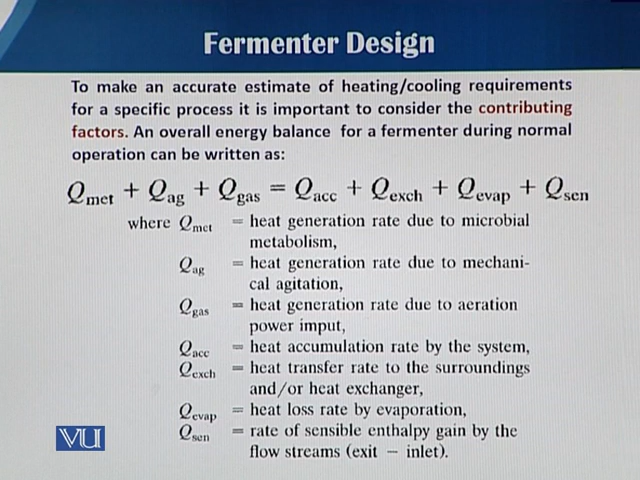 Fermenter Design
To make an accurate estimate of heating/cooling requirements
for a specific process it is important to consider the contributing
factors. An overall energy balance for a fermenter during normal
operation can be written as:
Qmet + Qag + Qgas = Qacc + Qexch + Qevap + Qsen
where Qmet = heat generation rate due to microbial
metabolism,
Qag = heat generation rate due to mechani-
cal agitation,
Qgas = heat generation rate due to aeration
power imput,
Qacc = heat accumulation rate by the system,
Qexch = heat transfer rate to the surroundings
and/or heat exchanger,
Qevap = heat loss rate by evaporation,
Qsen = rate of sensible enthalpy gain by the
flow streams (exit − inlet).
VU